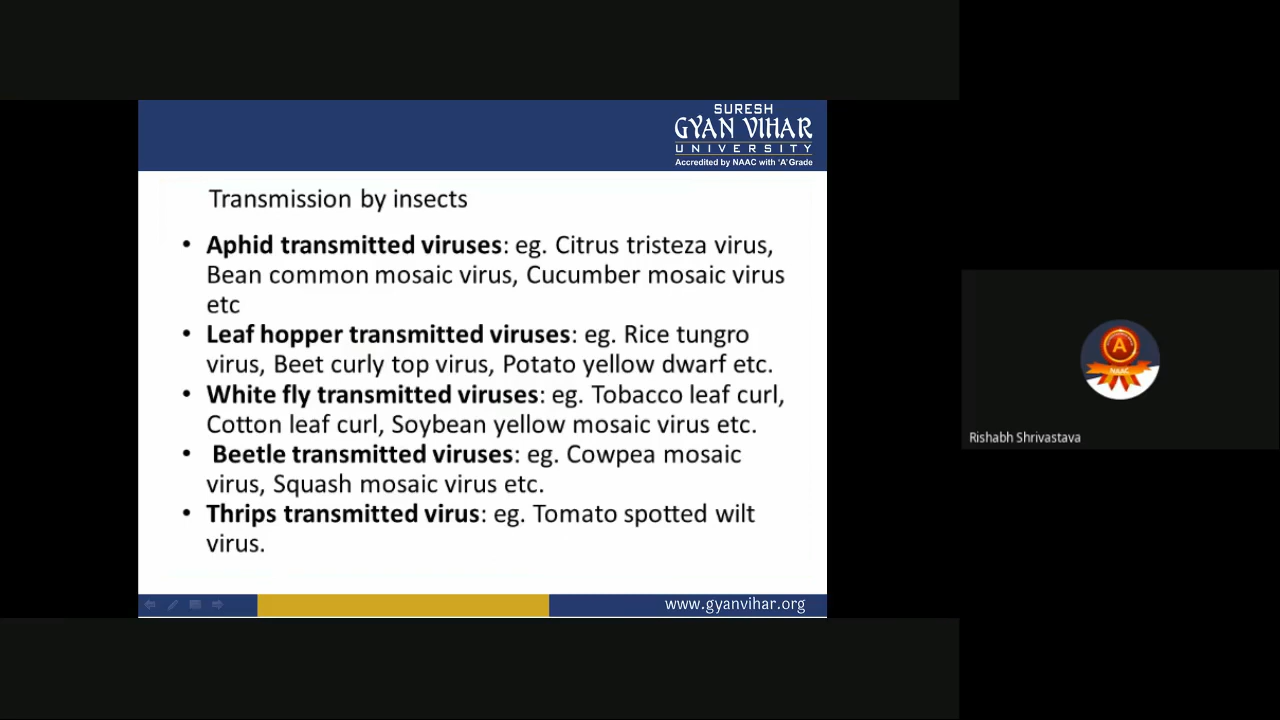 SURESH
GYAN VIHAR
UNIVERSITY
Accredited by NAAC with 'A' Grade
Transmission by insects
• Aphid transmitted viruses: eg. Citrus tristeza virus,
Bean common mosaic virus, Cucumber mosaic virus
etc
• Leaf hopper transmitted viruses: eg. Rice tungro
virus, Beet curly top virus, Potato yellow dwarf etc.
• White fly transmitted viruses: eg. Tobacco leaf curl,
Cotton leaf curl, Soybean yellow mosaic virus etc.
• Beetle transmitted viruses: eg. Cowpea mosaic
virus, Squash mosaic virus etc.
• Thrips transmitted virus: eg. Tomato spotted wilt
virus.
www.gyanvihar.org
A
NAAC
Rishabh Shrivastava